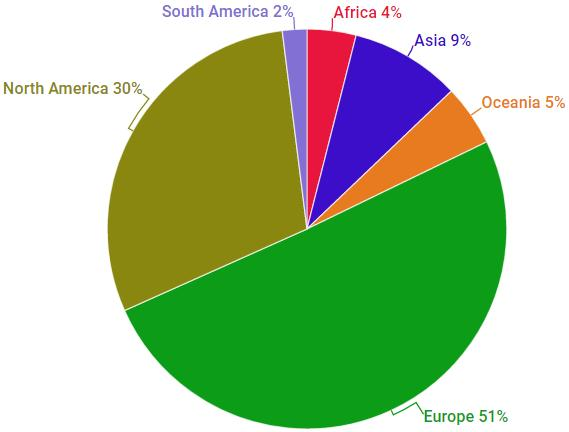 South America 2%
Africa 4%
Asia 9%
North America 30%
Oceania 5%
Europe 51%